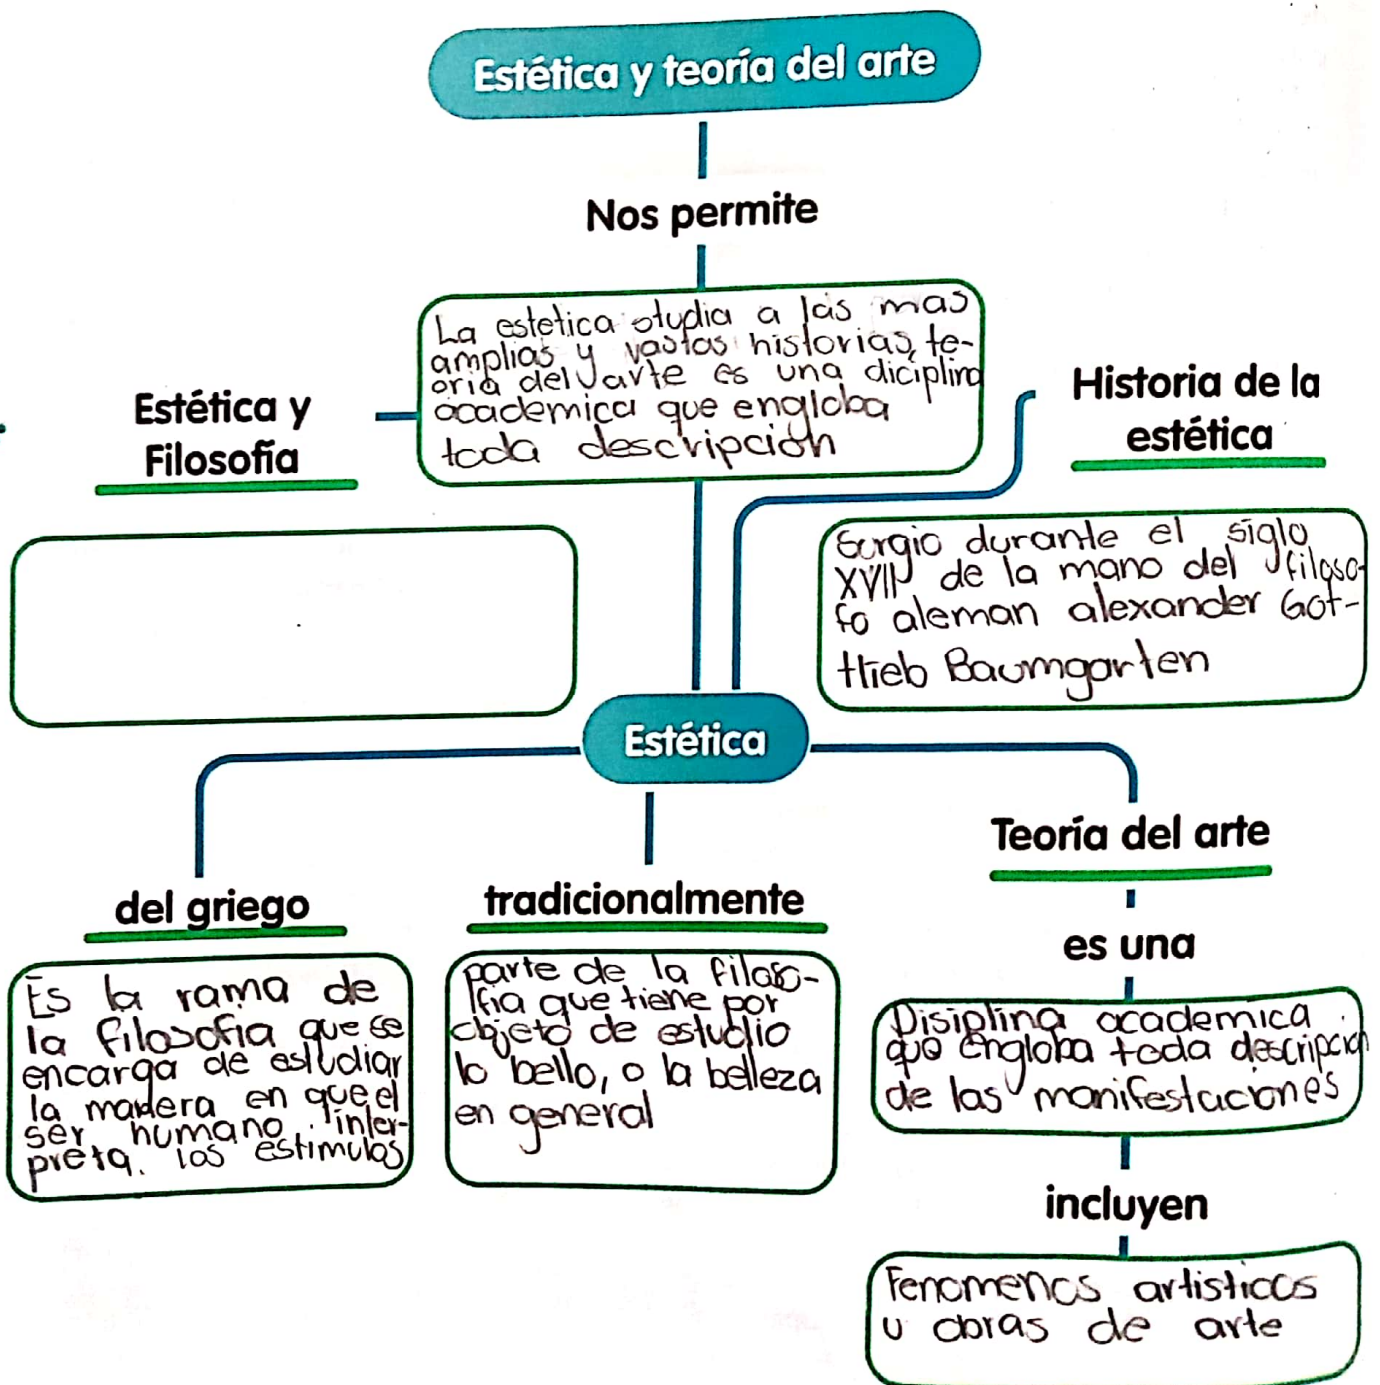 Estética y teoría del arte
Nos permite
La estetica studia a las mas
amplias y vastas historias, te-
oria del arte es una diciplina
academica que engloba
toda descripción
Estética y
Filosofía
Historia de la
estética
Surgio durante el siglo
XVII de la mano del filoso-
fo aleman alexander Got-
tlieb Baumgarten
Estética
del griego
Es la rama de
la filosofia que se
encarga de estudiar
la manera en que el
ser humano inter-
preta. los estimulos
tradicionalmente
parte de la filoso-
fia que tiene por
objeto de estudio
lo bello, o la belleza
en general
Teoría del arte
es una
Disiplina academica
que engloba toda descripcion
de las manifestaciones
incluyen
Fenomenos artisticos
u obras de arte